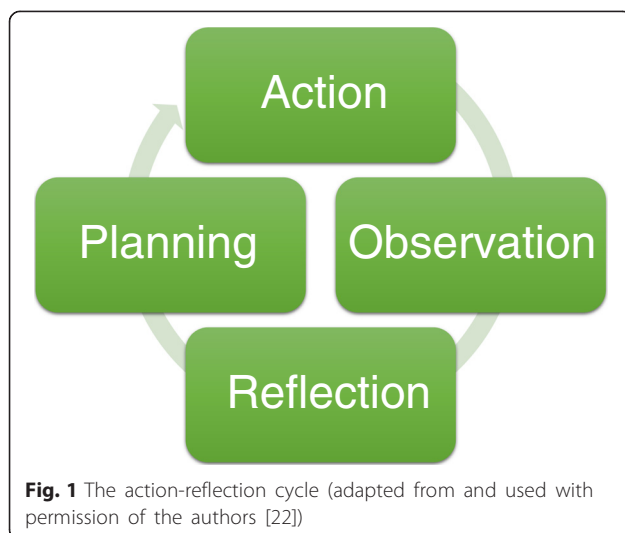 Action
Planning
Observation
Reflection
Fig. 1 The action-reflection cycle (adapted from and used with
permission of the authors [22])